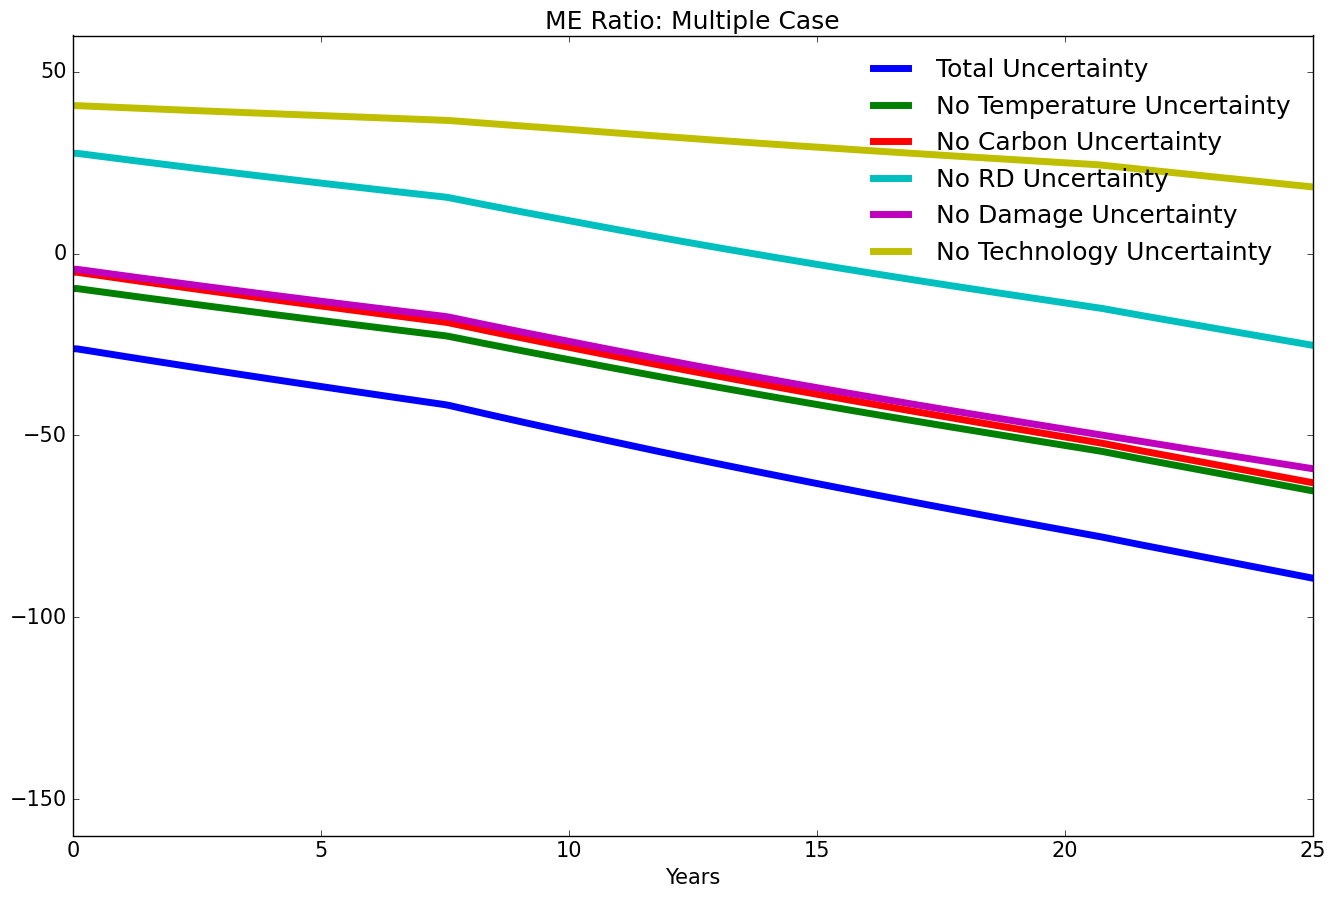 ME Ratio: Multiple Case
50
0
−50
−100
−150
Total Uncertainty
No Temperature Uncertainty
No Carbon Uncertainty
No RD Uncertainty
No Damage Uncertainty
No Technology Uncertainty
0 5 10 15 20 25
Years